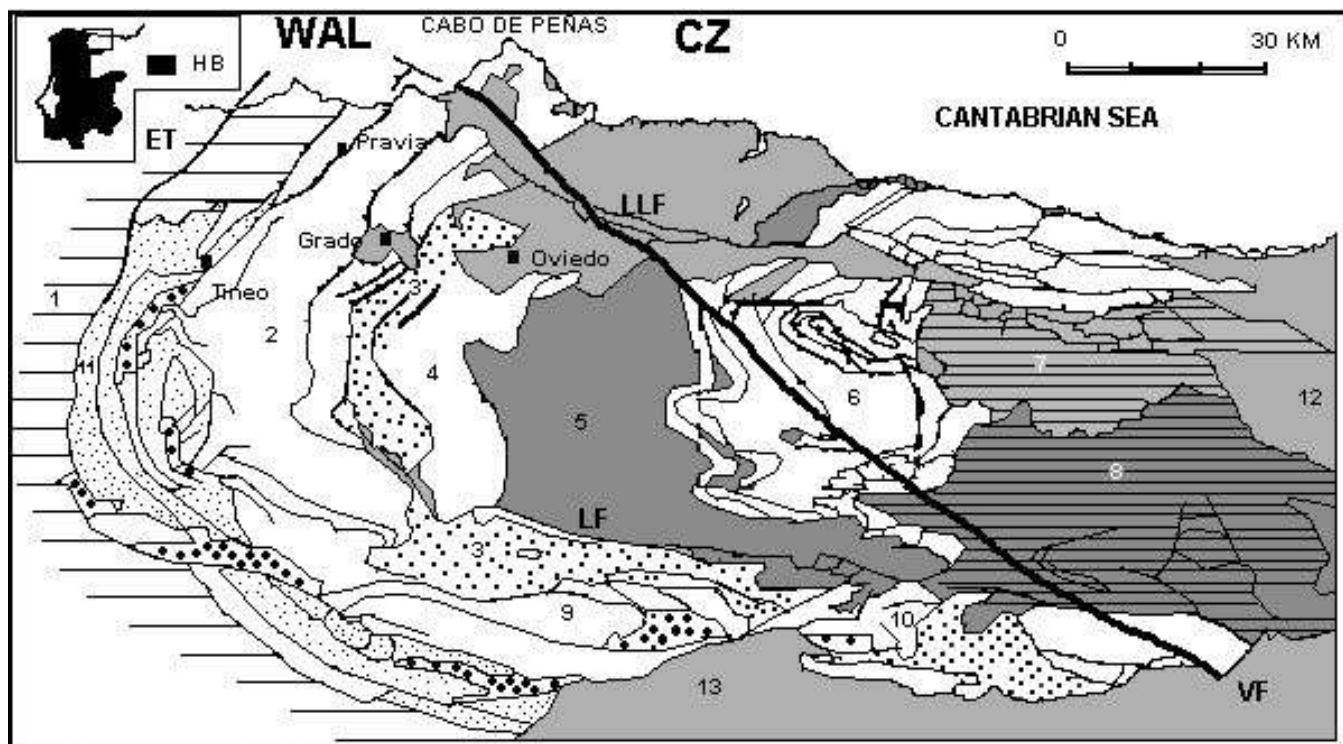 WAL
CABO DE PEÑAS
CZ
0
30 KM
HB
CANTABRIAN SEA
ET
Pravia
LLF
Grado
Oviedo
Tineo
1
2
3
4
5
6
7
8
11
12
LF
3
9
10
13
VF